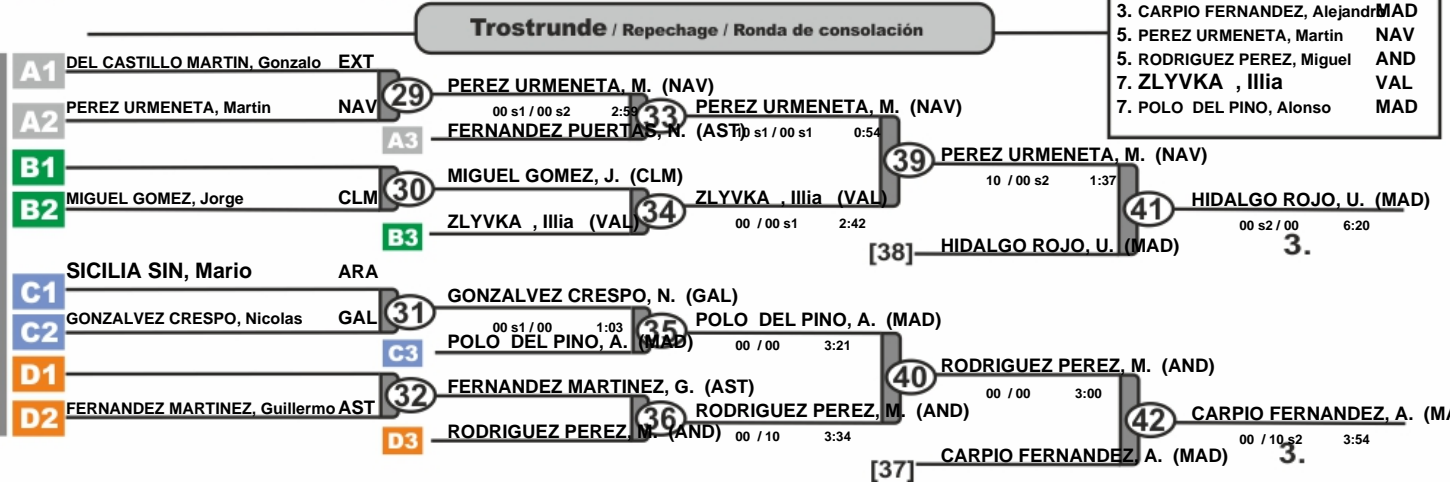 Trostrunde / Repechage / Ronda de consolación
3. CARPIO FERNANDEZ, Alejandro MAD
5. PEREZ URMENETA, Martin NAV
5. RODRIGUEZ PEREZ, Miguel AND
7. ZLYVKA , Illia VAL
7. POLO DEL PINO, Alonso MAD
A1 DEL CASTILLO MARTIN, Gonzalo EXT
A2 PEREZ URMENETA, Martin NAV
B1
B2 MIGUEL GOMEZ, Jorge CLM
C1 SICILIA SIN, Mario ARA
C2 GONZALVEZ CRESPO, Nicolas GAL
D1
D2 FERNANDEZ MARTINEZ, Guillermo AST
29 PEREZ URMENETA, M. (NAV)
00 s1 / 00 s2 2:59
A3 FERNANDEZ PUERTAS, N. (AST)
30 MIGUEL GOMEZ, J. (CLM)
B3 ZLYVKA , Illia (VAL)
31 GONZALVEZ CRESPO, N. (GAL)
00 s1 / 00 1:03
C3 POLO DEL PINO, A. (MAD)
32 FERNANDEZ MARTINEZ, G. (AST)
D3 RODRIGUEZ PEREZ, M. (AND)
33 PEREZ URMENETA, M. (NAV)
10 s1 / 00 s1 0:54
34 ZLYVKA , Illia (VAL)
00 / 00 s1 2:42
35 POLO DEL PINO, A. (MAD)
00 / 00 3:21
36 RODRIGUEZ PEREZ, M. (AND)
00 / 10 3:34
39 PEREZ URMENETA, M. (NAV)
10 / 00 s2 1:37
[38] HIDALGO ROJO, U. (MAD)
40 RODRIGUEZ PEREZ, M. (AND)
00 / 00 3:00
[37] CARPIO FERNANDEZ, A. (MAD)
41 HIDALGO ROJO, U. (MAD)
00 s2 / 00 6:20
3.
42 CARPIO FERNANDEZ, A. (MA
00 / 10 s2 3:54
3.